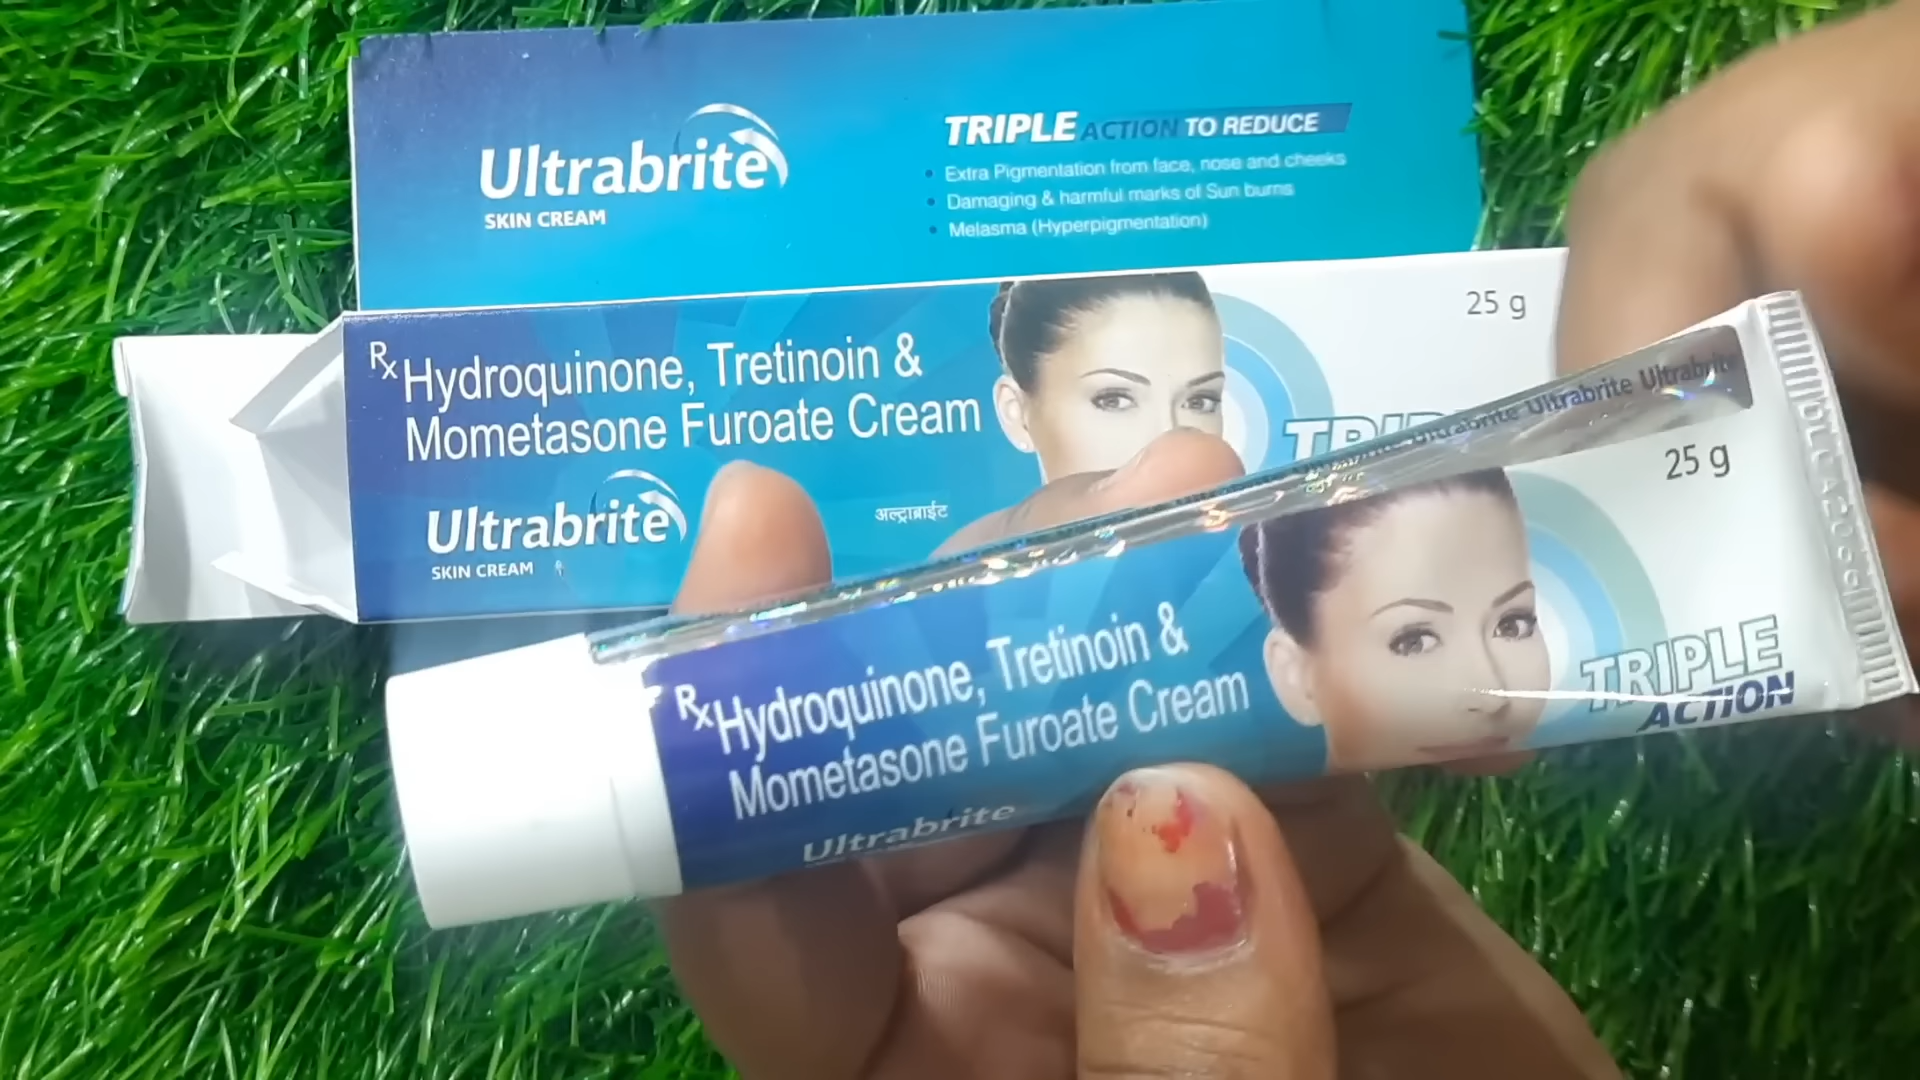 Ultrabrite
SKIN CREAM
TRIPLE ACTION TO REDUCE
• Extra Pigmentation from face, nose and cheeks
• Damaging & harmful marks of Sun burns
• Melasma (Hyperpigmentation)
25 g
Rx Hydroquinone, Tretinoin &
Mometasone Furoate Cream
Ultrabrite
SKIN CREAM
अल्ट्राब्राईट
Ultrabrite Ultrabrite Ultrabrite
25 g
Rx Hydroquinone, Tretinoin &
Mometasone Furoate Cream
Ultrabrite
TRIPLE
ACTION